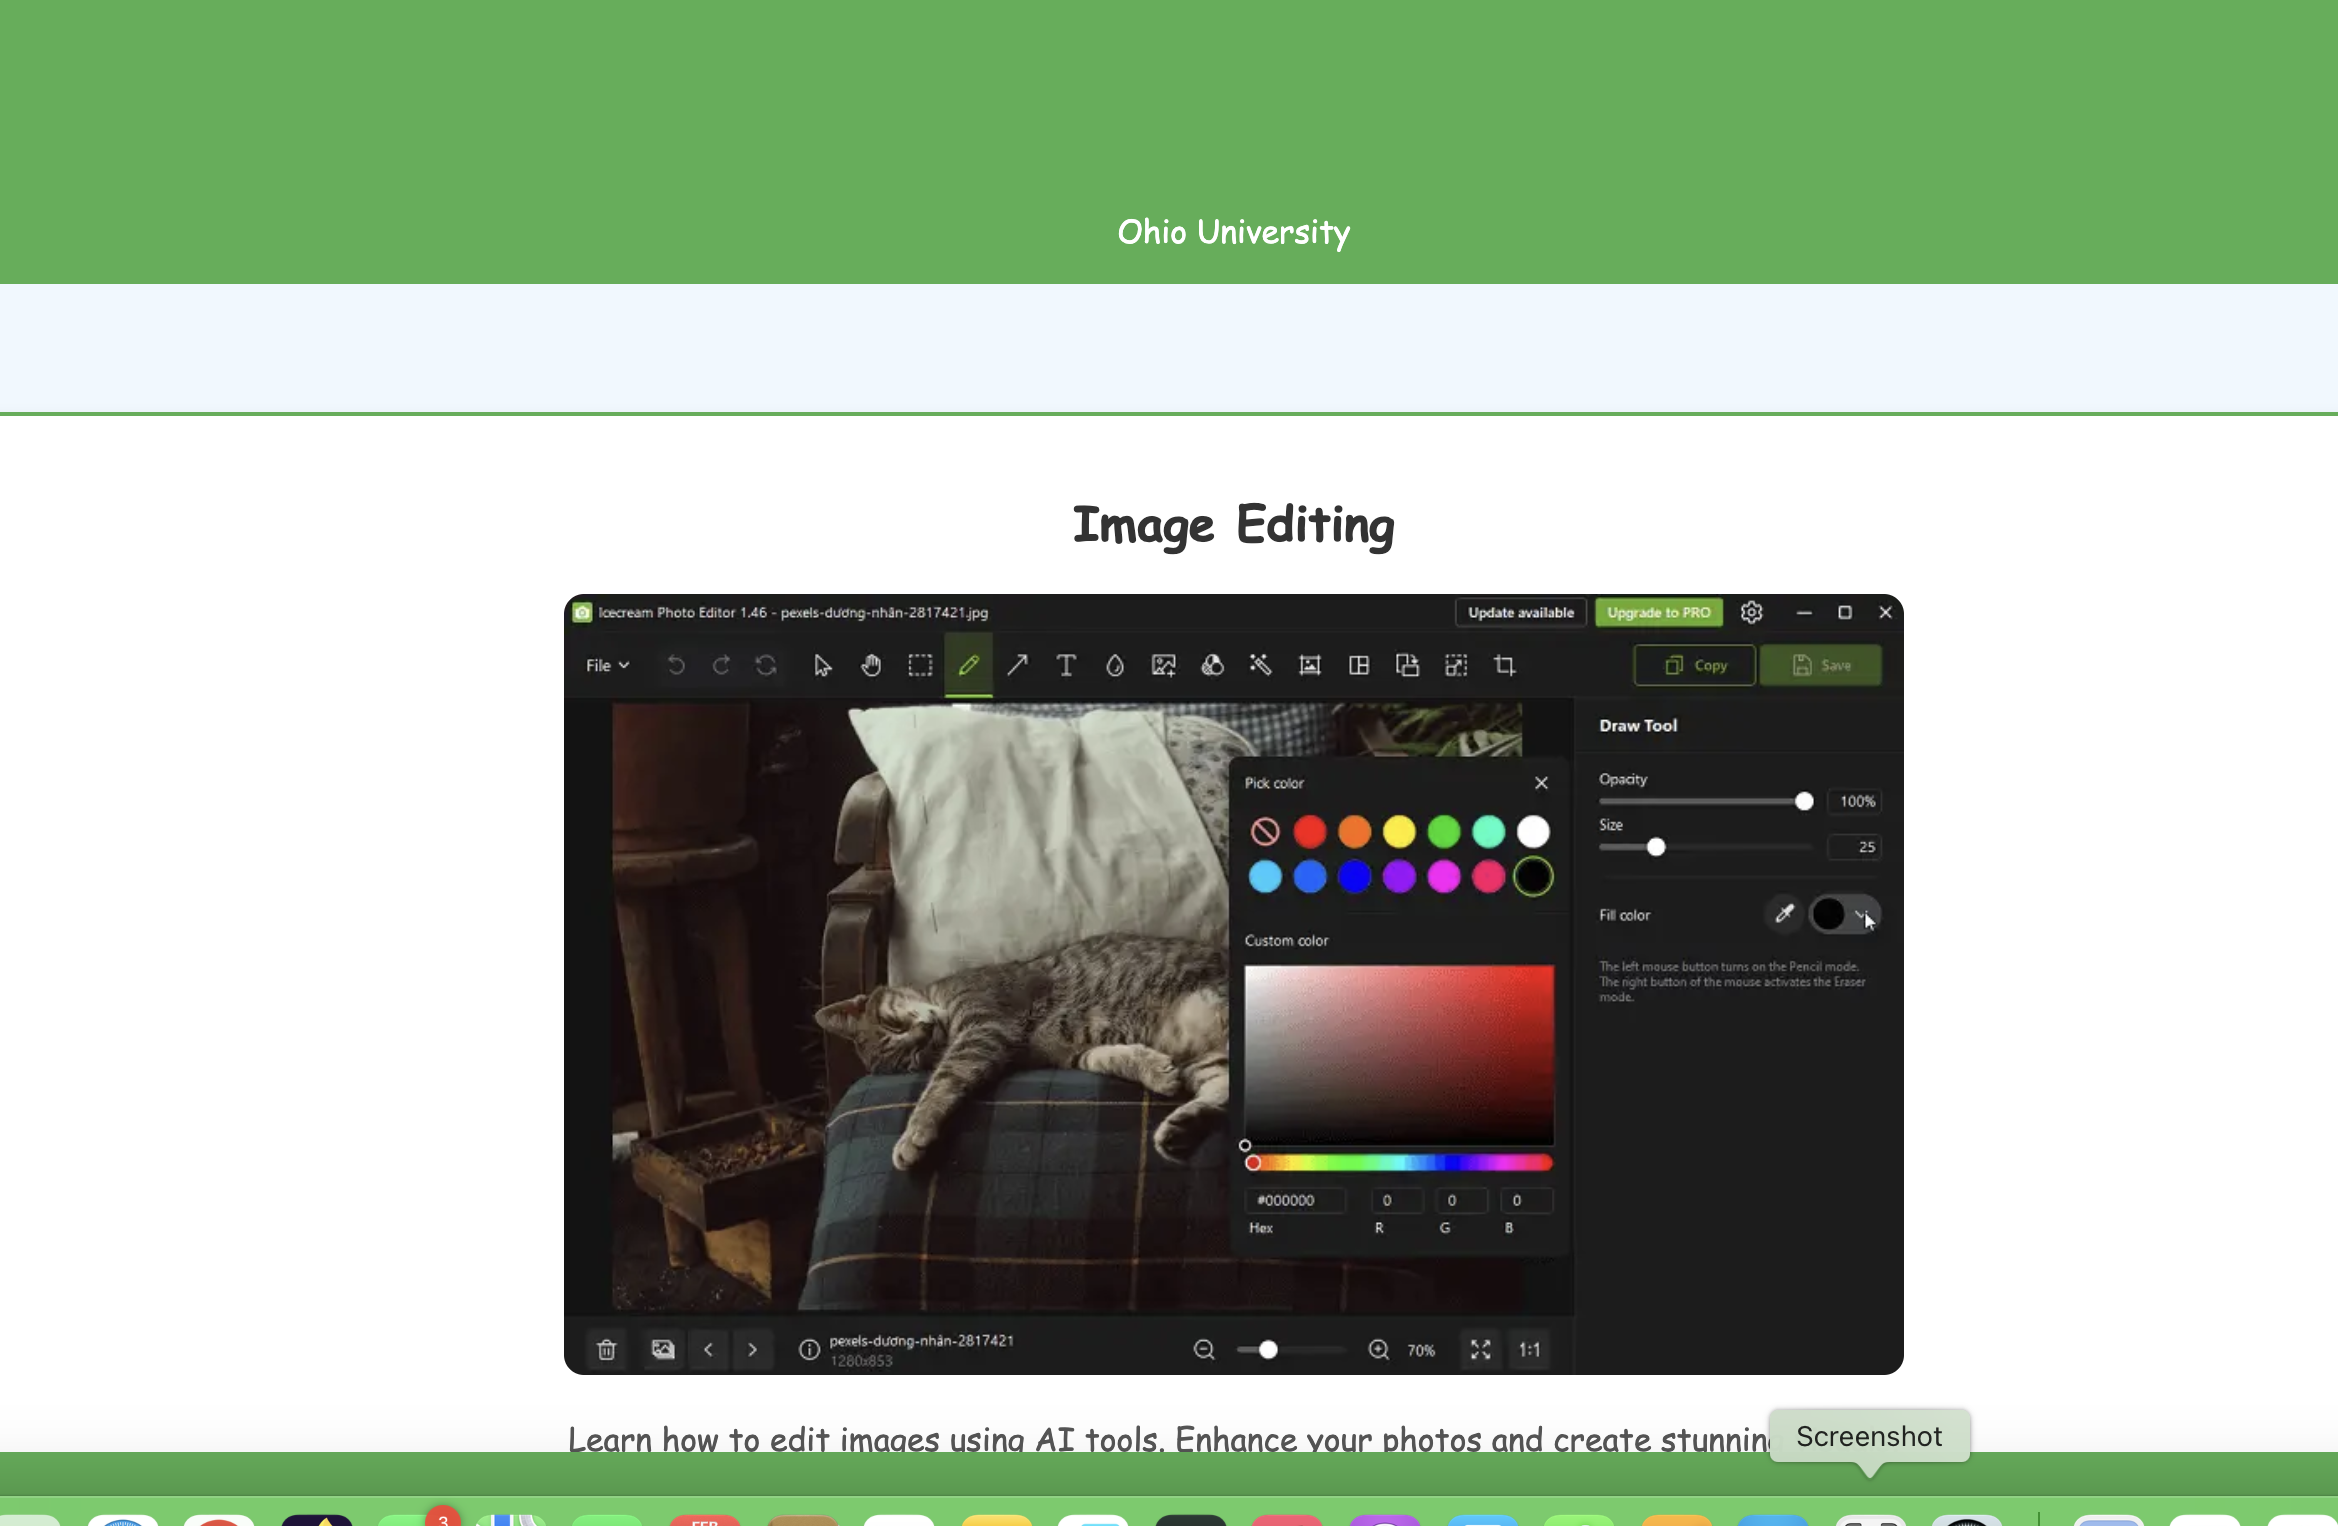 Ohio University
Image Editing
Icecream Photo Editor 1.46 - pexels-dương-nhân-2817421.jpg
Update available
Upgrade to PRO
File
Copy
Save
Draw Tool
Opacity
100%
Size
25
Fill color
The left mouse button turns on the Pencil mode.
The right button of the mouse activates the Eraser
mode.
Pick color
Custom color
#000000 0 0 0
Hex R G B
pexels-dương-nhân-2817421
1280x853
70%
1:1
Learn how to edit images using AI tools. Enhance your photos and create stunning
Screenshot
3
FEB